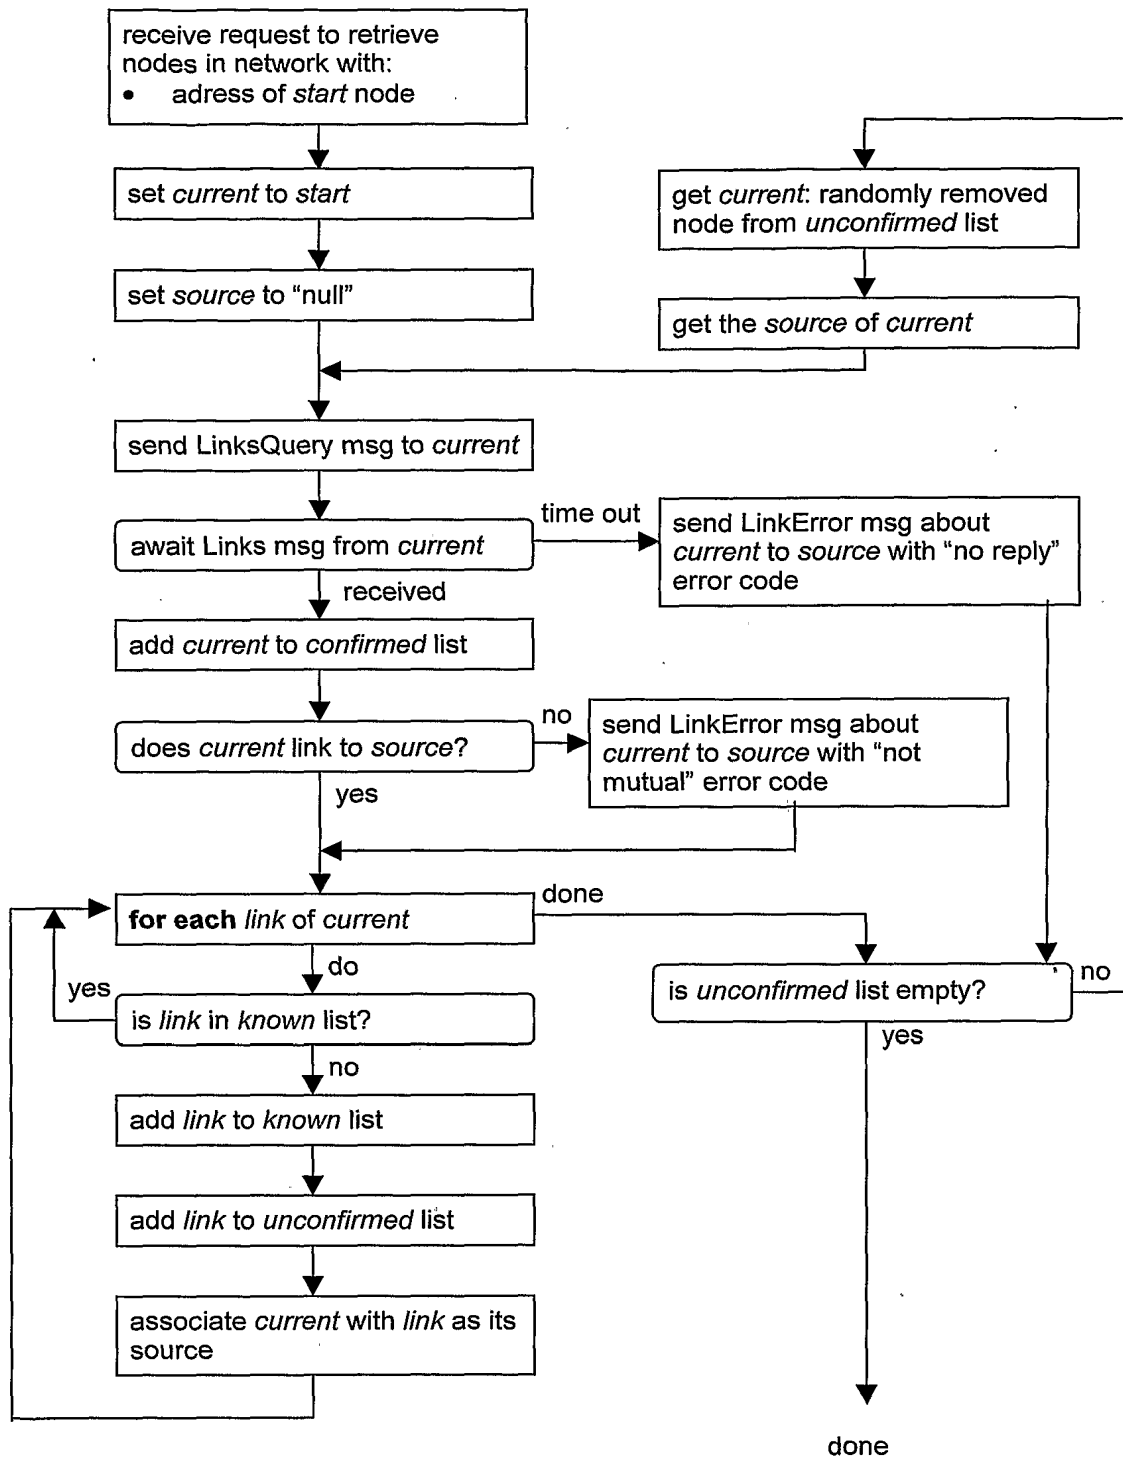 receive request to retrieve
nodes in network with:
• adress of start node
set current to start
set source to “null”
get current: randomly removed
node from unconfirmed list
get the source of current
send LinksQuery msg to current
await Links msg from current
time out
send LinkError msg about
current to source with “no reply”
error code
received
add current to confirmed list
does current link to source?
no
send LinkError msg about
current to source with “not
mutual” error code
yes
for each link of current
done
do
yes
is link in known list?
is unconfirmed list empty?
no
yes
no
add link to known list
add link to unconfirmed list
associate current with link as its
source
done